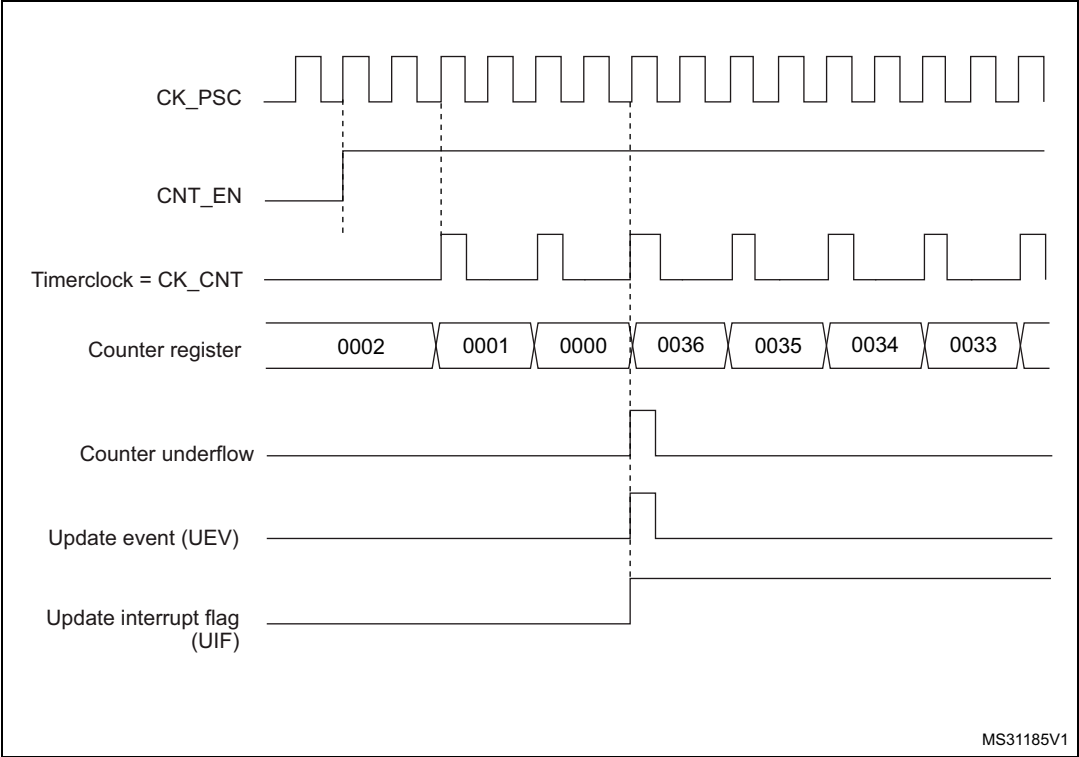 CK_PSC
CNT_EN
Timerclock = CK_CNT
Counter register
0002 0001 0000 0036 0035 0034 0033
Counter underflow
Update event (UEV)
Update interrupt flag
(UIF)
MS31185V1